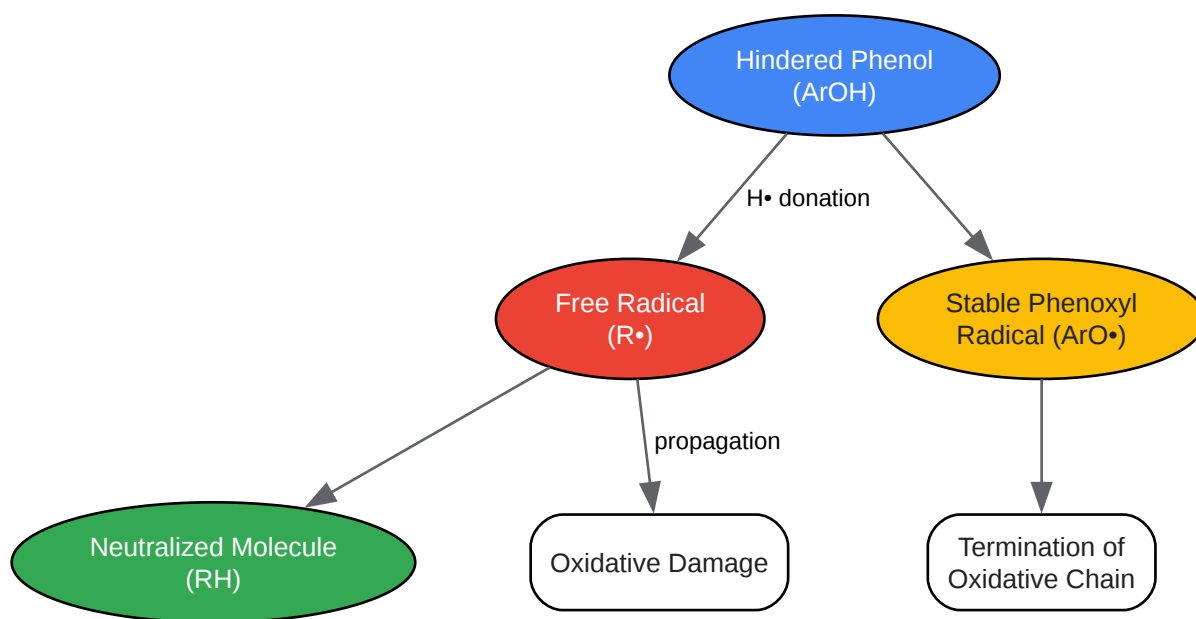 Hindered Phenol
(ArOH)
H• donation
Free Radical
(R•)
Stable Phenoxyl
Radical (ArO•)
propagation
Neutralized Molecule
(RH)
Oxidative Damage
Termination of
Oxidative Chain